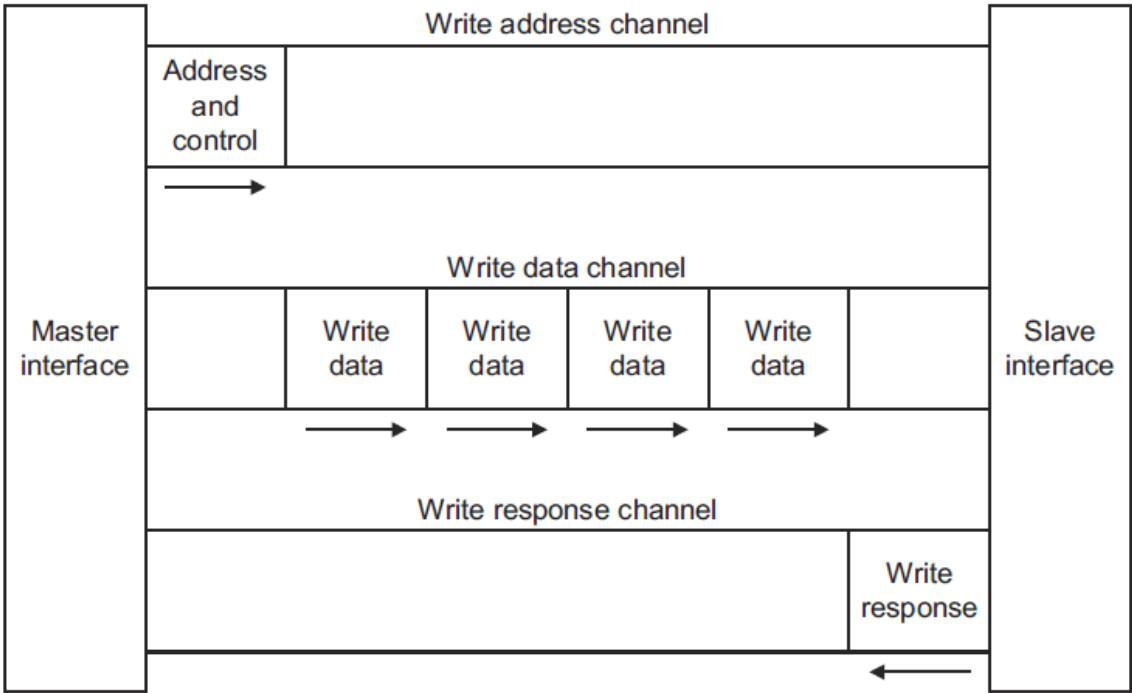 Write address channel
Address
and
control
Write data channel
Master
interface
Write
data
Write
data
Write
data
Write
data
Slave
interface
Write response channel
Write
response